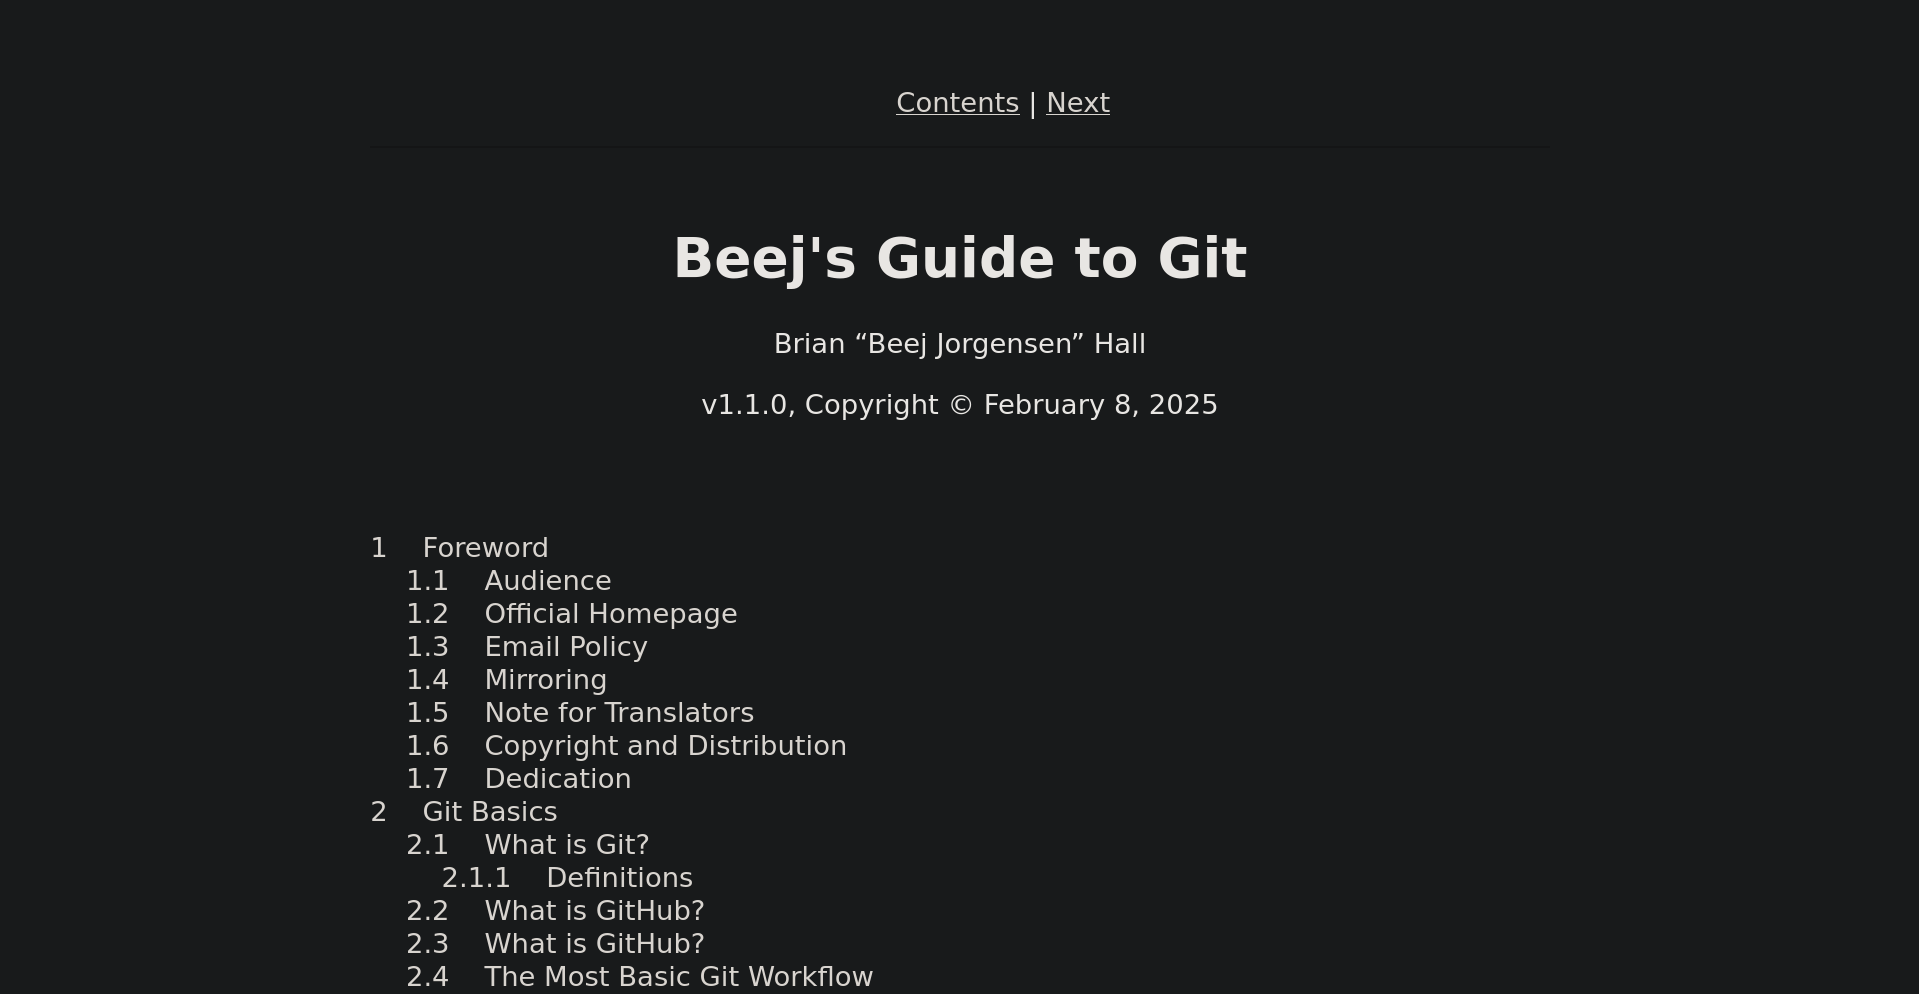 Contents | Next
Beej's Guide to Git
Brian “Beej Jorgensen” Hall
v1.1.0, Copyright © February 8, 2025
1 Foreword
1.1 Audience
1.2 Official Homepage
1.3 Email Policy
1.4 Mirroring
1.5 Note for Translators
1.6 Copyright and Distribution
1.7 Dedication
2 Git Basics
2.1 What is Git?
2.1.1 Definitions
2.2 What is GitHub?
2.3 What is GitHub?
2.4 The Most Basic Git Workflow